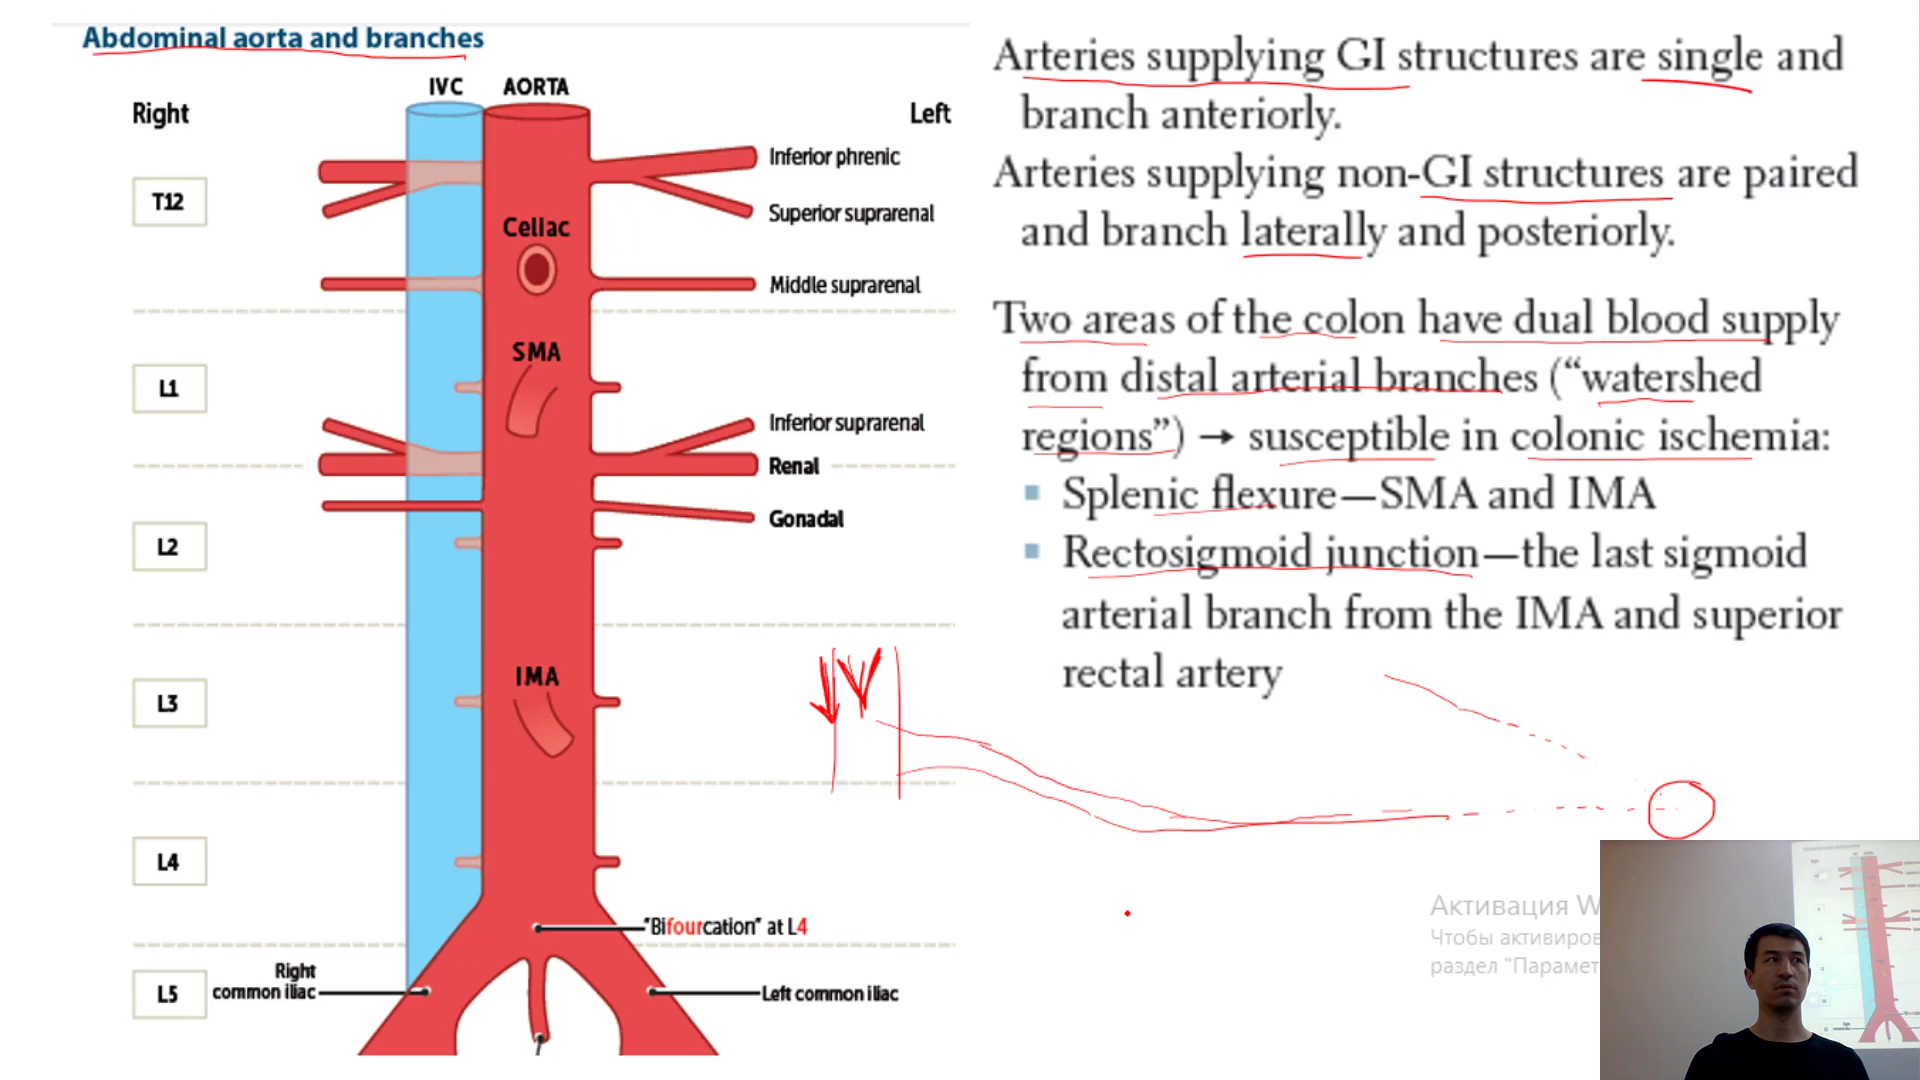 Abdominal aorta and branches
IVC AORTA
Right
Left
Inferior phrenic
T12
Superior suprarenal
Celiac
Middle suprarenal
SMA
L1
Inferior suprarenal
Renal
Gonadal
L2
IMA
L3
L4
"Bifourcation" at L4
Right
common iliac
L5
Left common iliac
Arteries supplying GI structures are single and
branch anteriorly.
Arteries supplying non-GI structures are paired
and branch laterally and posteriorly.
Two areas of the colon have dual blood supply
from distal arterial branches (“watershed
regions”) → susceptible in colonic ischemia:
Splenic flexure—SMA and IMA
Rectosigmoid junction—the last sigmoid
arterial branch from the IMA and superior
rectal artery
Активация W
Чтобы активиров
раздел "Парамет